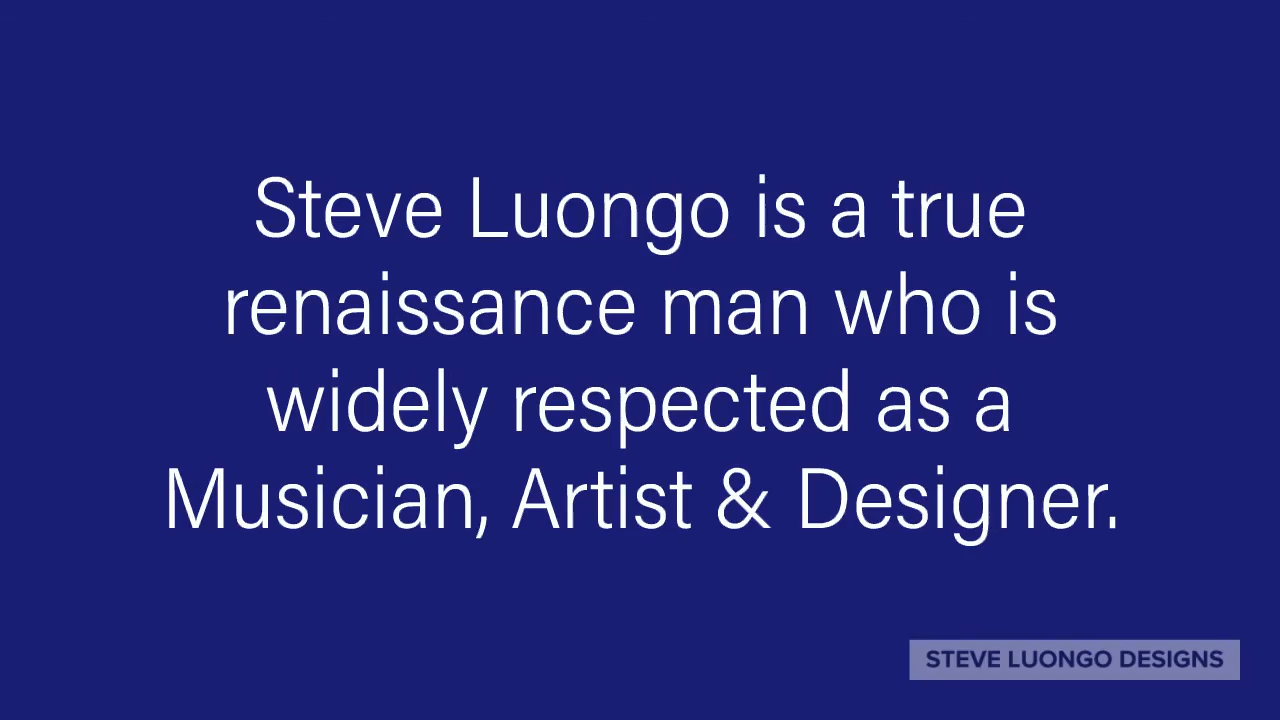 Steve Luongo is a true
renaissance man who is
widely respected as a
Musician, Artist & Designer.
STEVE LUONGO DESIGNS